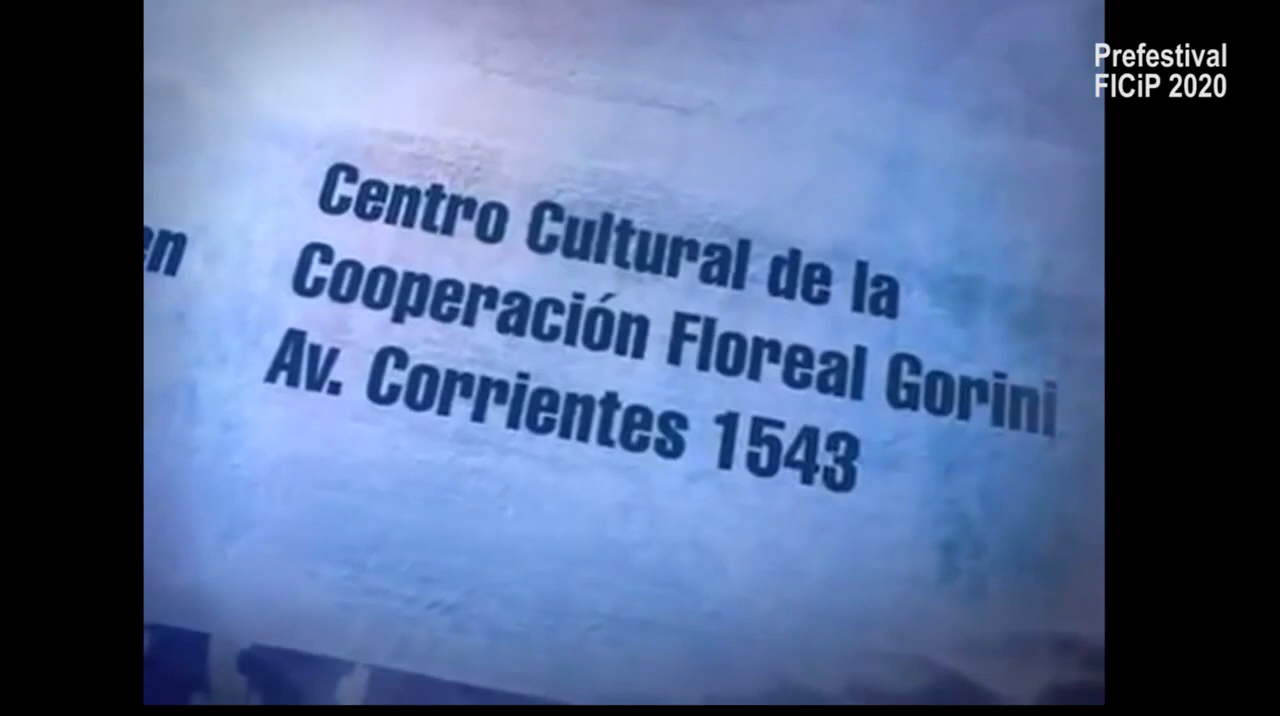 Prefestival
FICiP 2020
Centro Cultural de la
Cooperación Floreal Gorini
Av. Corrientes 1543